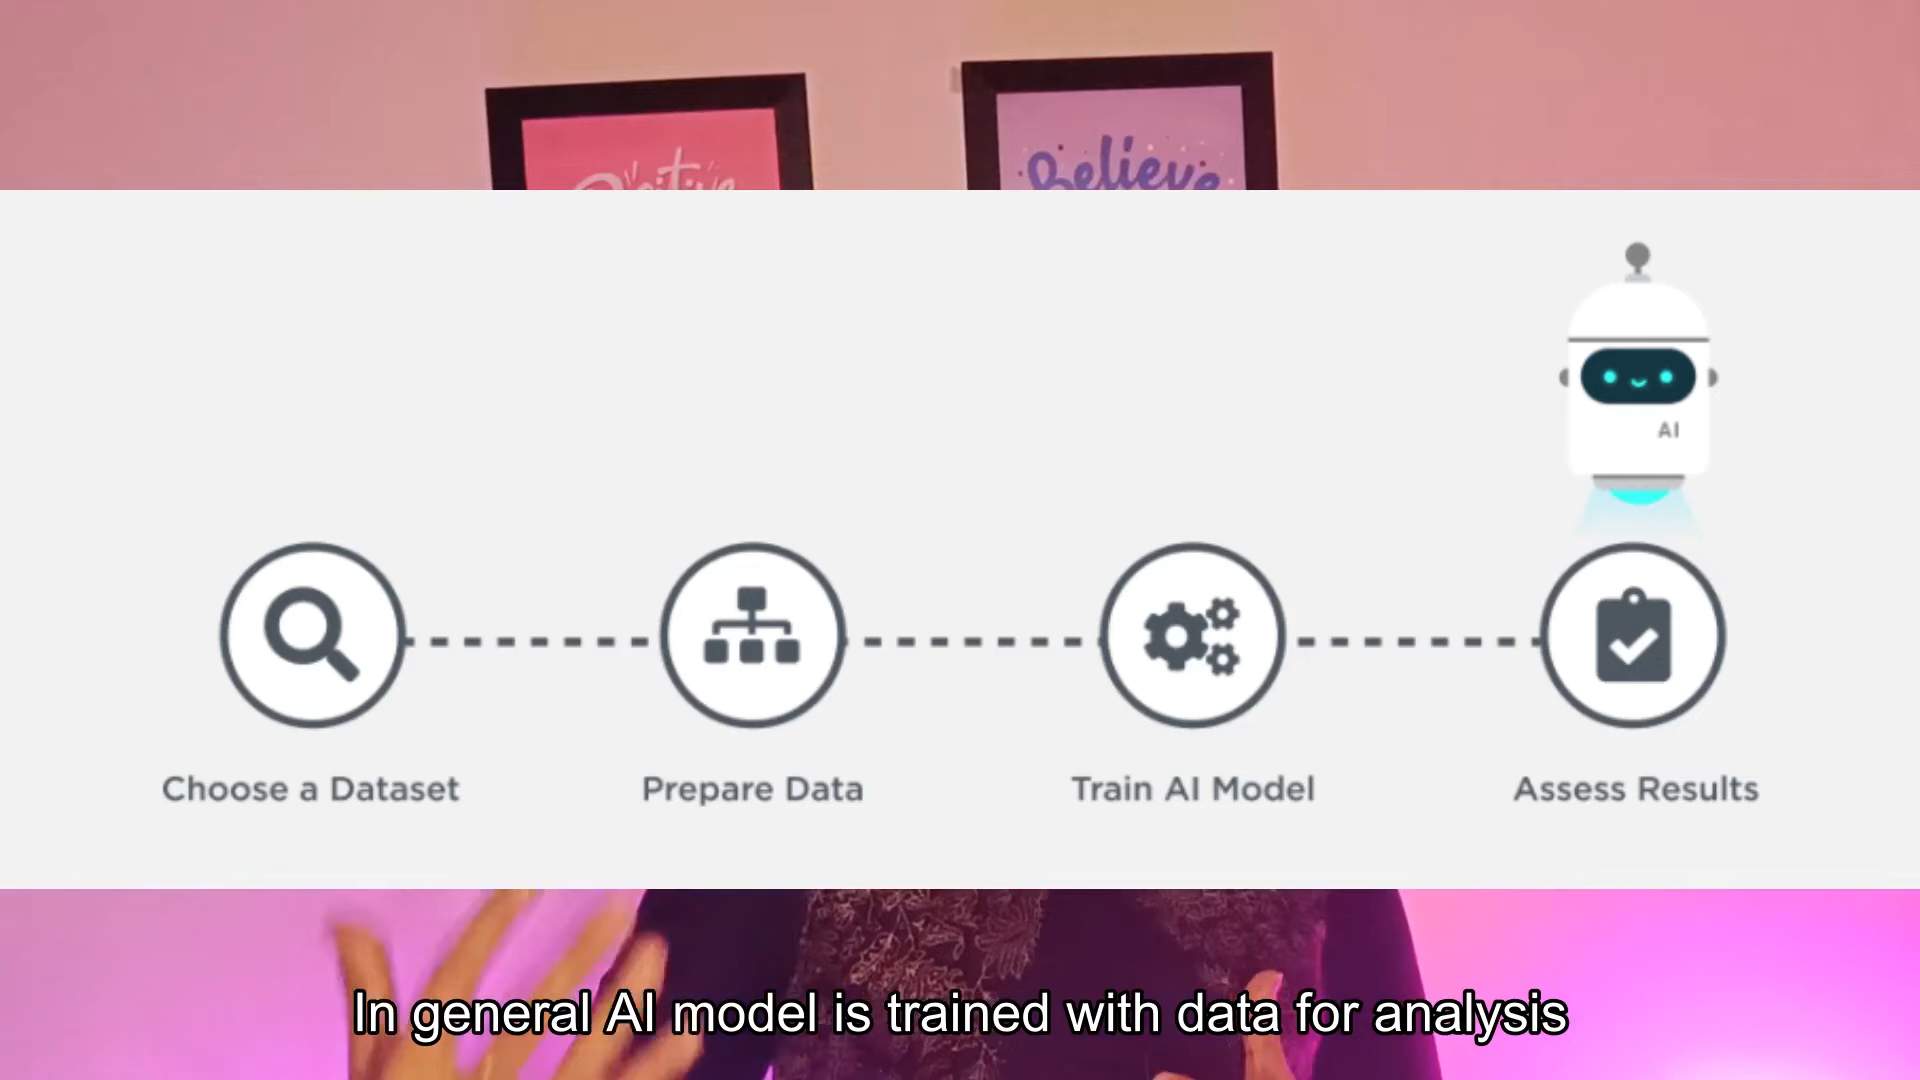 Believe
AI
Choose a Dataset
Prepare Data
Train AI Model
Assess Results
In general AI model is trained with data for analysis